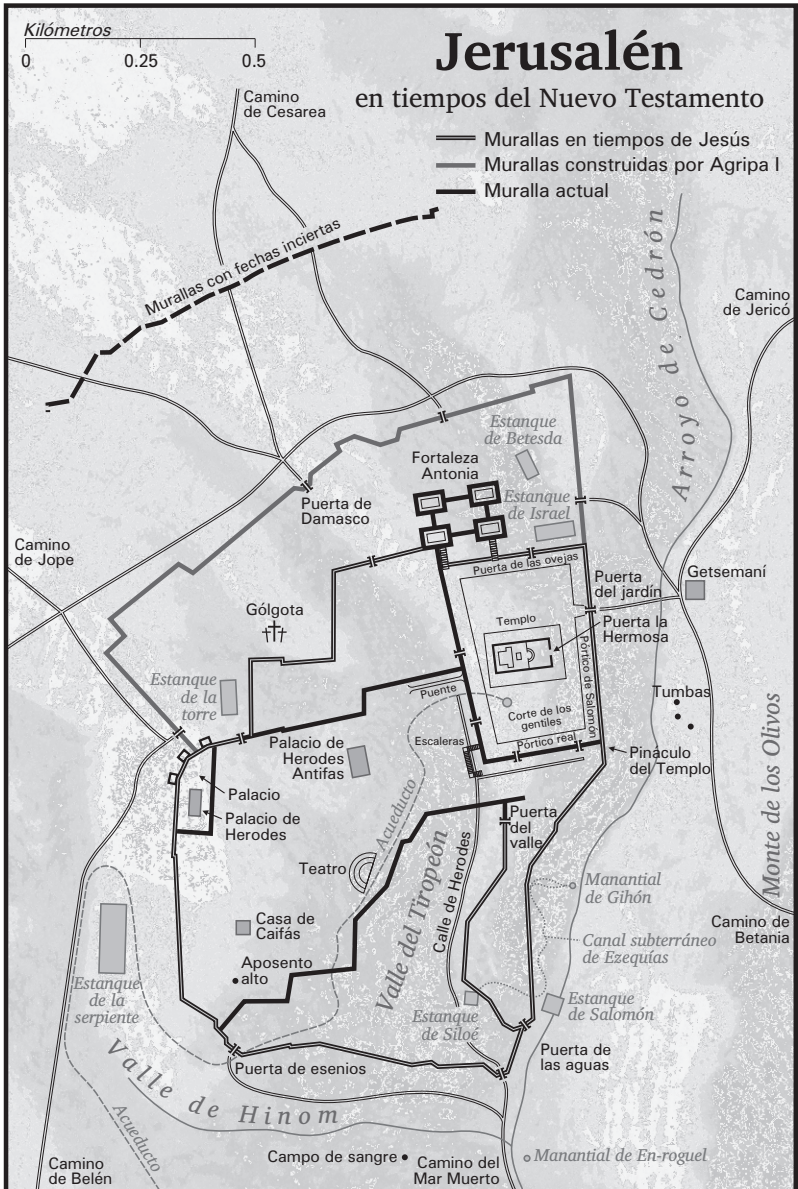 Kilómetros
0 0.25 0.5
Jerusalén
en tiempos del Nuevo Testamento
Murallas en tiempos de Jesús
Murallas construidas por Agripa I
Muralla actual
Camino
de Cesarea
Murallas con fechas inciertas
Arroyo de Cedrón
Camino
de Jericó
Estanque
de Betesda
Fortaleza
Antonia
Estanque
de Israel
Puerta de
Damasco
Camino
de Jope
Puerta de las ovejas
Puerta
del jardín
Getsemaní
Gólgota
Templo
Puerta la
Hermosa
Pórtico de Salomón
Estanque
de la
torre
Puente
Tumbas
Corte de los
gentiles
Escaleras
Pórtico real
Palacio de
Herodes
Antifas
Pináculo
del Templo
Monte de los Olivos
Palacio
Palacio de
Herodes
Acueducto
Puerta
del
valle
Teatro
Valle del Tiropeón
Calle de Herodes
Manantial
de Gihón
Casa de
Caifás
Camino de
Betania
Canal subterráneo
de Ezequías
Aposento
alto
Estanque
de la
serpiente
Estanque
de Siloé
Estanque
de Salomón
Puerta de
las aguas
Puerta de esenios
Valle de Hinom
Acueducto
Camino
de Belén
Campo de sangre
Camino del
Mar Muerto
Manantial de En-roguel